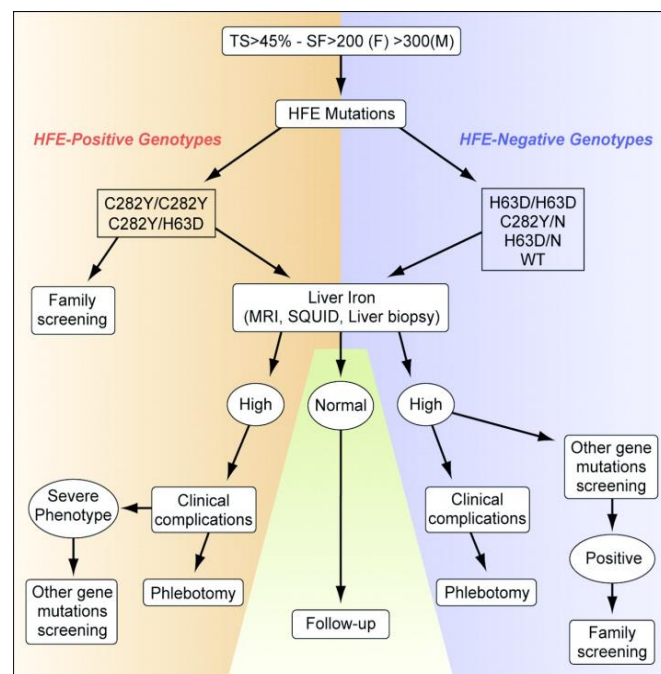 TS>45% - SF>200 (F) >300(M)
HFE Mutations
HFE-Positive Genotypes
HFE-Negative Genotypes
C282Y/C282Y
C282Y/H63D
H63D/H63D
C282Y/N
H63D/N
WT
Family
screening
Liver Iron
(MRI, SQUID, Liver biopsy)
High
Normal
High
Other gene
mutations
screening
Severe
Phenotype
Clinical
complications
Clinical
complications
Positive
Other gene
mutations
screening
Phlebotomy
Follow-up
Phlebotomy
Family
screening